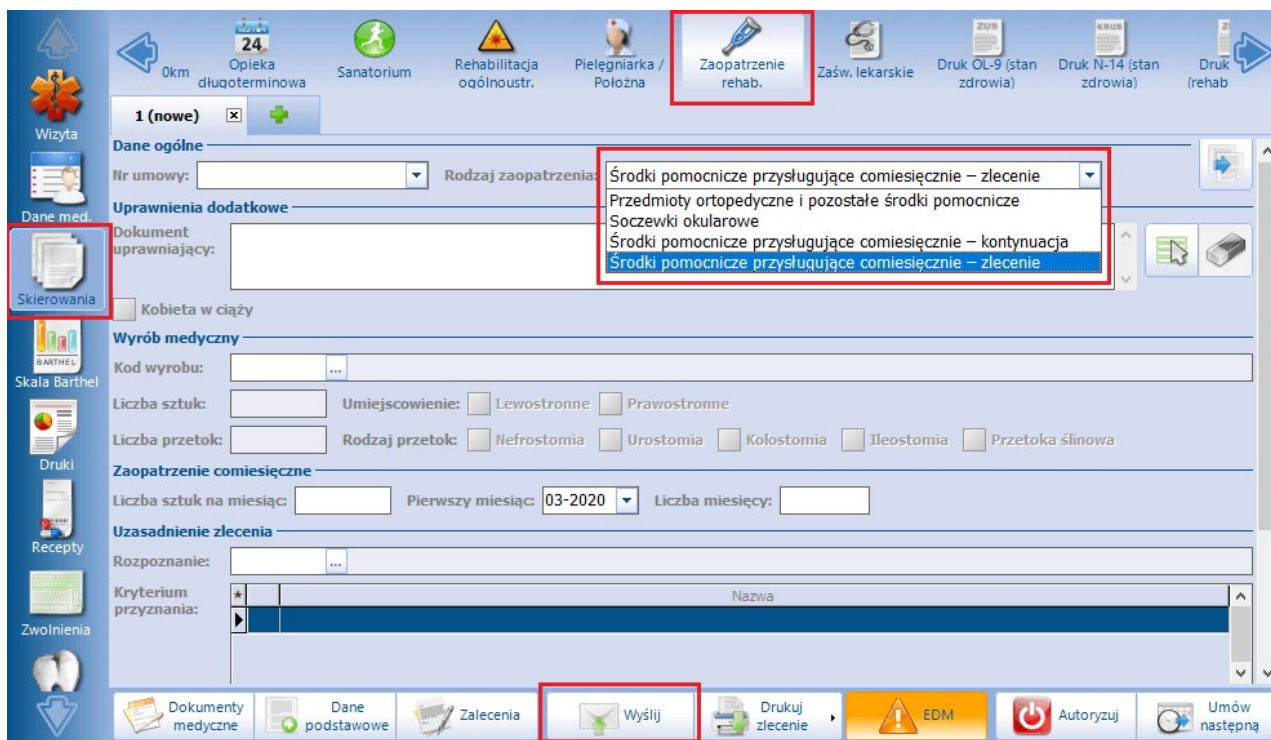 24
0km
Opieka długoterminowa
Sanatorium
Rehabilitacja ogólnoustr.
Pielęgniarka / Położna
Zaopatrzenie rehab.
Zaśw. lekarskie
ZUS
Druk OL-9 (stan zdrowia)
KRUS
Druk N-14 (stan zdrowia)
Druk (rehab
1 (nowe)
Wizyta
Dane ogólne
Nr umowy:
Rodzaj zaopatrzenia:
Środki pomocnicze przysługujące comiesięcznie – zlecenie
Przedmioty ortopedyczne i pozostałe środki pomocnicze
Soczewki okularowe
Środki pomocnicze przysługujące comiesięcznie – kontynuacja
Środki pomocnicze przysługujące comiesięcznie – zlecenie
Dane med.
Uprawnienia dodatkowe
Dokument
uprawniający:
Skierowania
Kobieta w ciąży
Wyrób medyczny
BARTHEL
Skala Barthel
Kod wyrobu:
...
Liczba sztuk:
Umiejscowienie:
Lewostronne
Prawostronne
Liczba przetok:
Rodzaj przetok:
Nefrostomia
Urostomia
Kolostomia
Ileostomia
Przetoka ślinowa
Druki
Zaopatrzenie comiesięczne
Liczba sztuk na miesiąc:
Pierwszy miesiąc: 03-2020
Liczba miesięcy:
Uzasadnienie zlecenia
Recepty
Rozpoznanie:
...
Kryterium
przyznania:
Nazwa
Zwolnienia
Dokumenty medyczne
Dane podstawowe
Zalecenia
Wyślij
Drukuj zlecenie
EDM
Autoryzuj
Umów następną